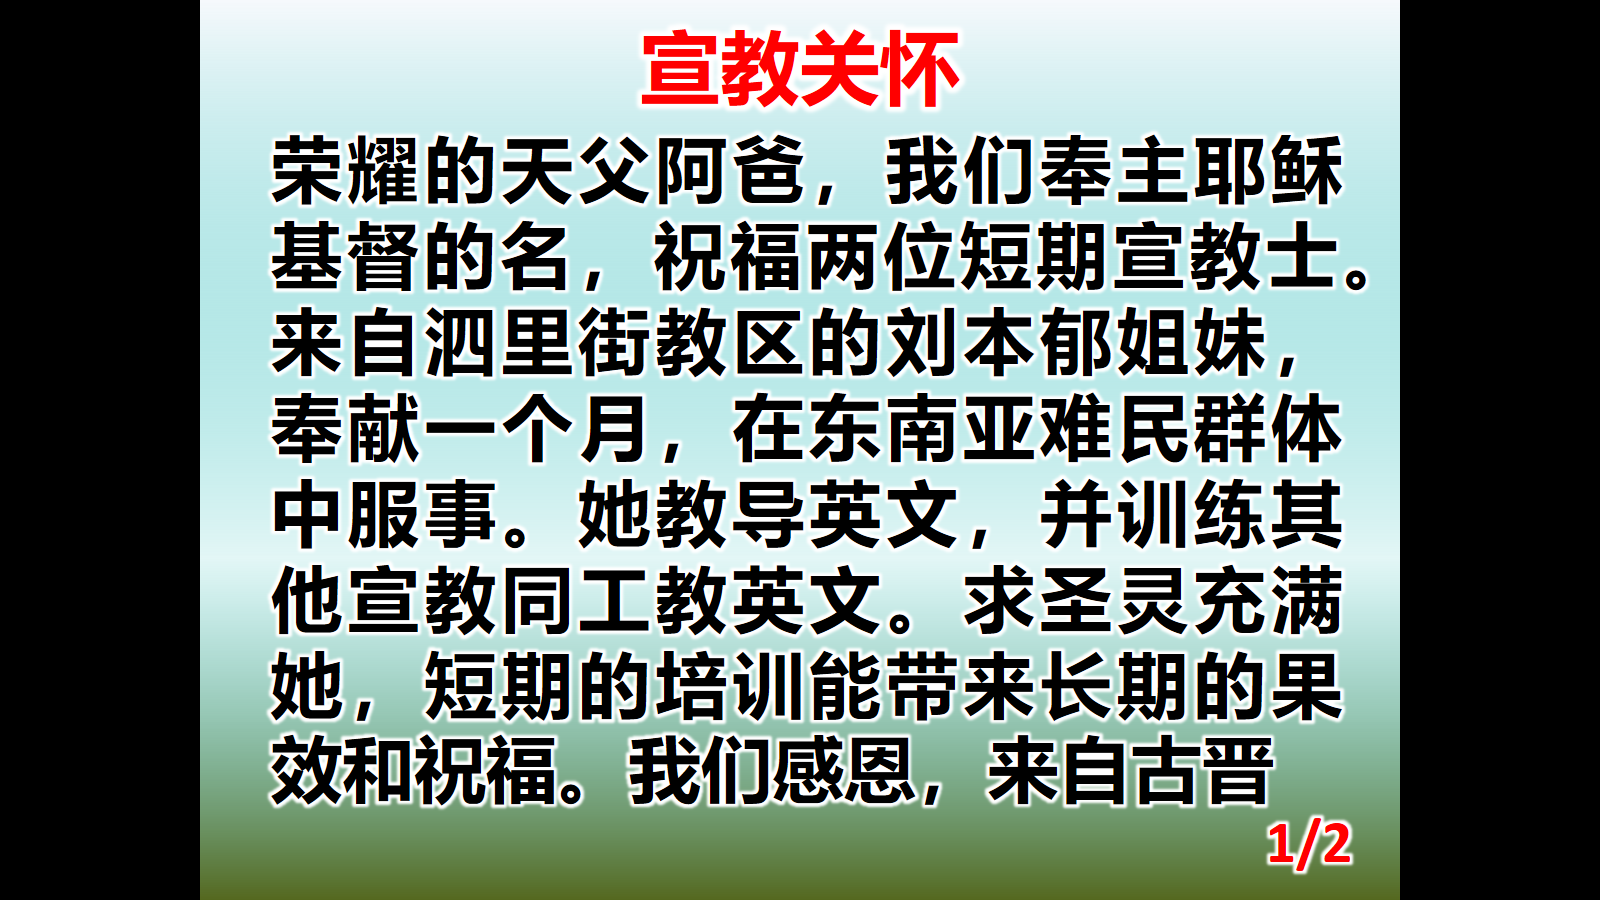 宣教关怀
荣耀的天父阿爸，我们奉主耶稣
基督的名，祝福两位短期宣教士。
来自泗里街教区的刘本郁姐妹，
奉献一个月，在东南亚难民群体
中服事。她教导英文，并训练其
他宣教同工教英文。求圣灵充满
她，短期的培训能带来长期的果
效和祝福。我们感恩，来自古晋
1/2